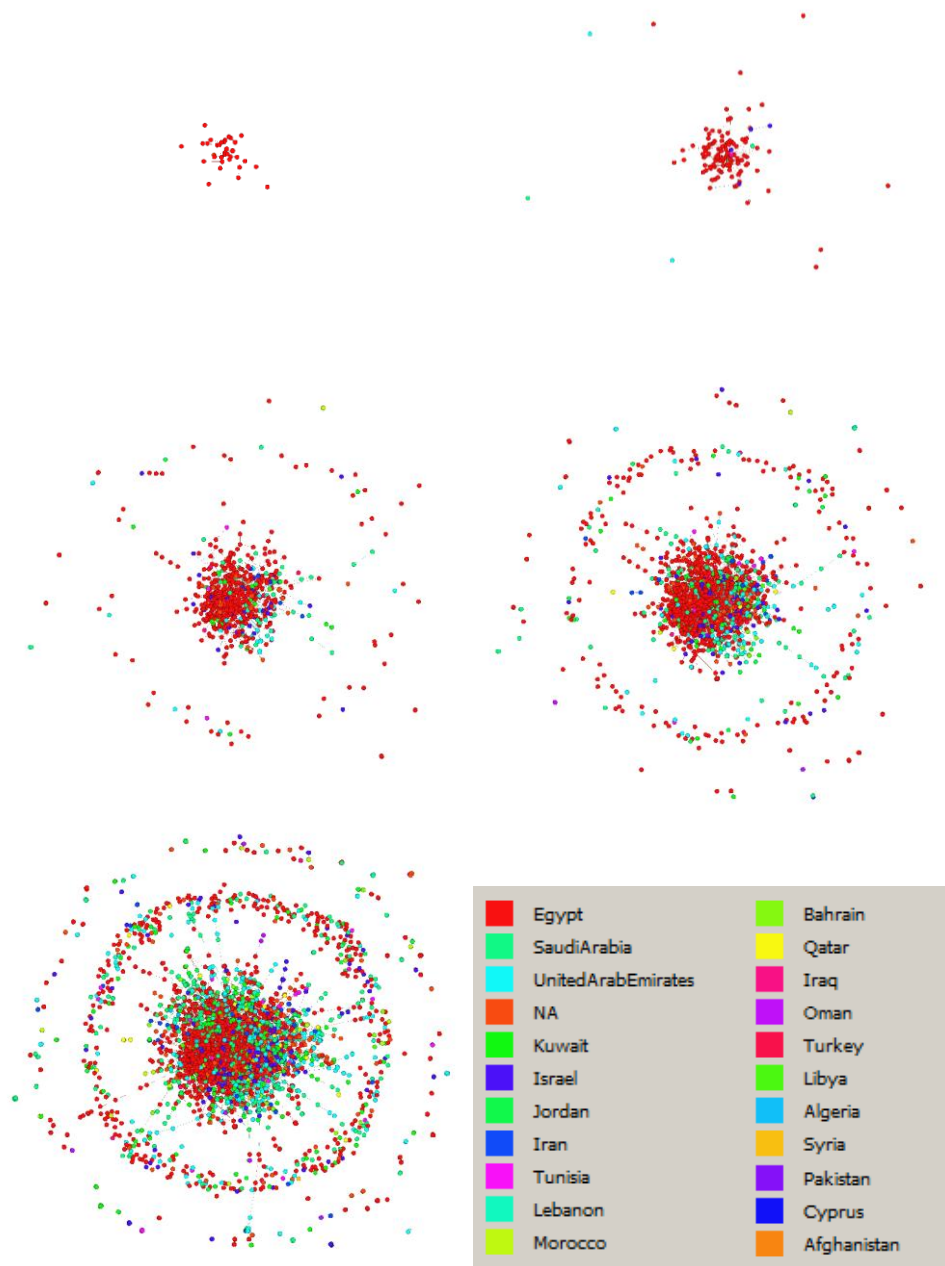 Egypt
SaudiArabia
UnitedArabEmirates
NA
Kuwait
Israel
Jordan
Iran
Tunisia
Lebanon
Morocco
Bahrain
Qatar
Iraq
Oman
Turkey
Libya
Algeria
Syria
Pakistan
Cyprus
Afghanistan